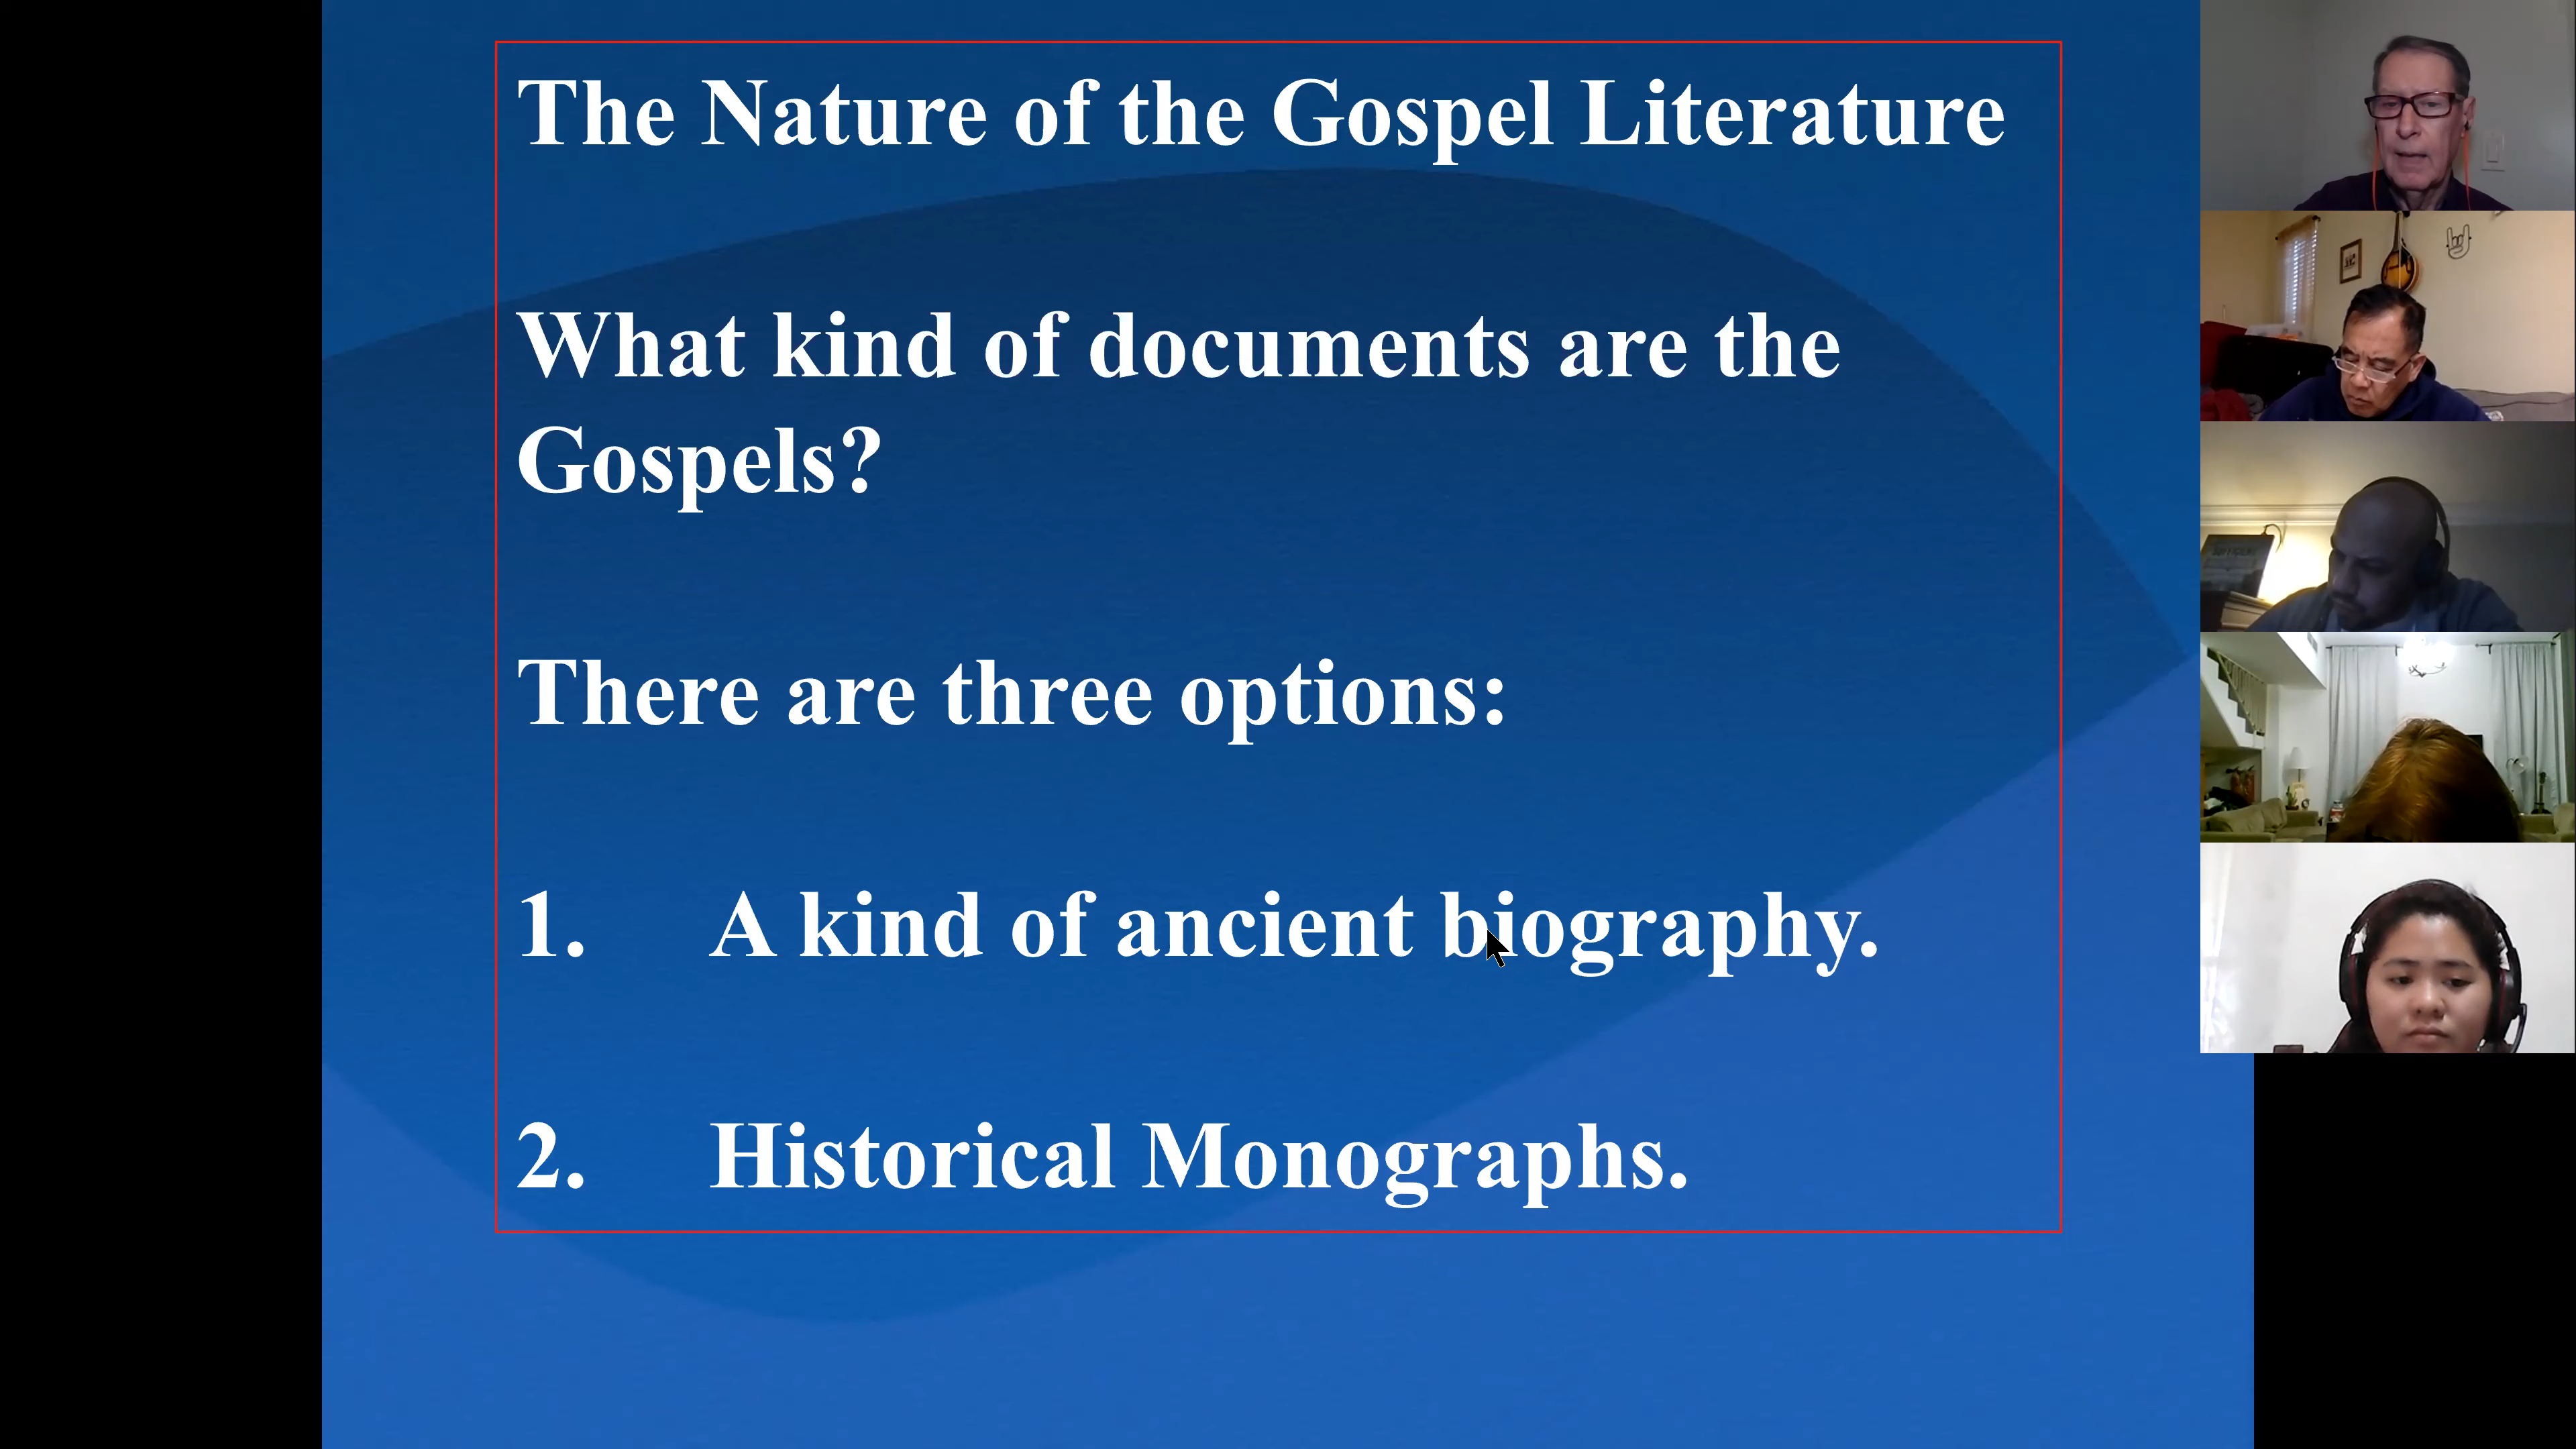 The Nature of the Gospel Literature
What kind of documents are the
Gospels?
There are three options:
1. A kind of ancient biography.
2. Historical Monographs.